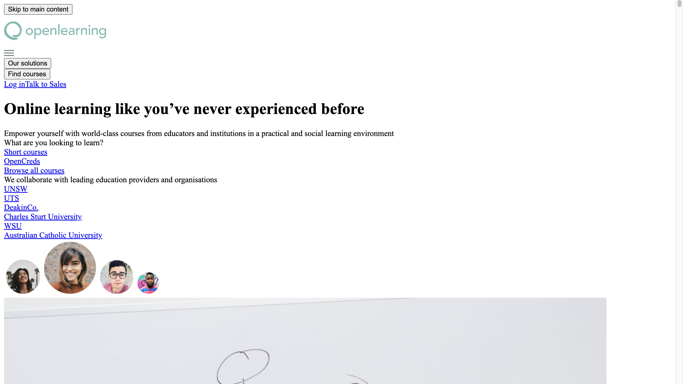 Skip to main content
openlearning
Our solutions
Find courses
Log inTalk to Sales
Online learning like you’ve never experienced before
Empower yourself with world-class courses from educators and institutions in a practical and social learning environment
What are you looking to learn?
Short courses
OpenCreds
Browse all courses
We collaborate with leading education providers and organisations
UNSW
UTS
DeakinCo.
Charles Sturt University
WSU
Australian Catholic University